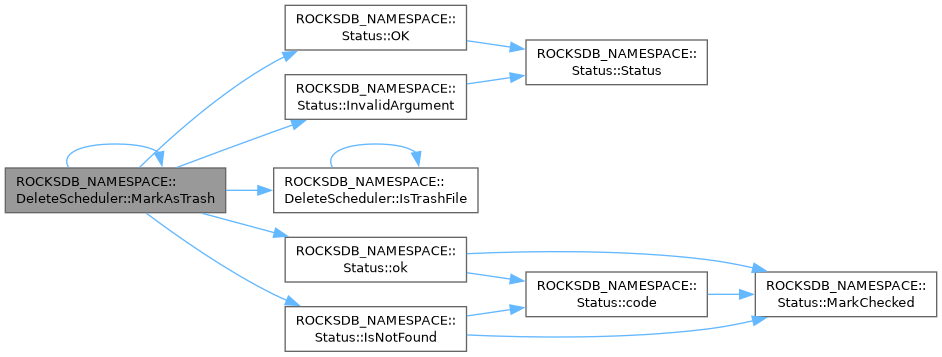 ROCKSDB_NAMESPACE::
Status::OK
ROCKSDB_NAMESPACE::
Status::Status
ROCKSDB_NAMESPACE::
Status::InvalidArgument
ROCKSDB_NAMESPACE::
DeleteScheduler::MarkAsTrash
ROCKSDB_NAMESPACE::
DeleteScheduler::IsTrashFile
ROCKSDB_NAMESPACE::
Status::ok
ROCKSDB_NAMESPACE::
Status::code
ROCKSDB_NAMESPACE::
Status::MarkChecked
ROCKSDB_NAMESPACE::
Status::IsNotFound